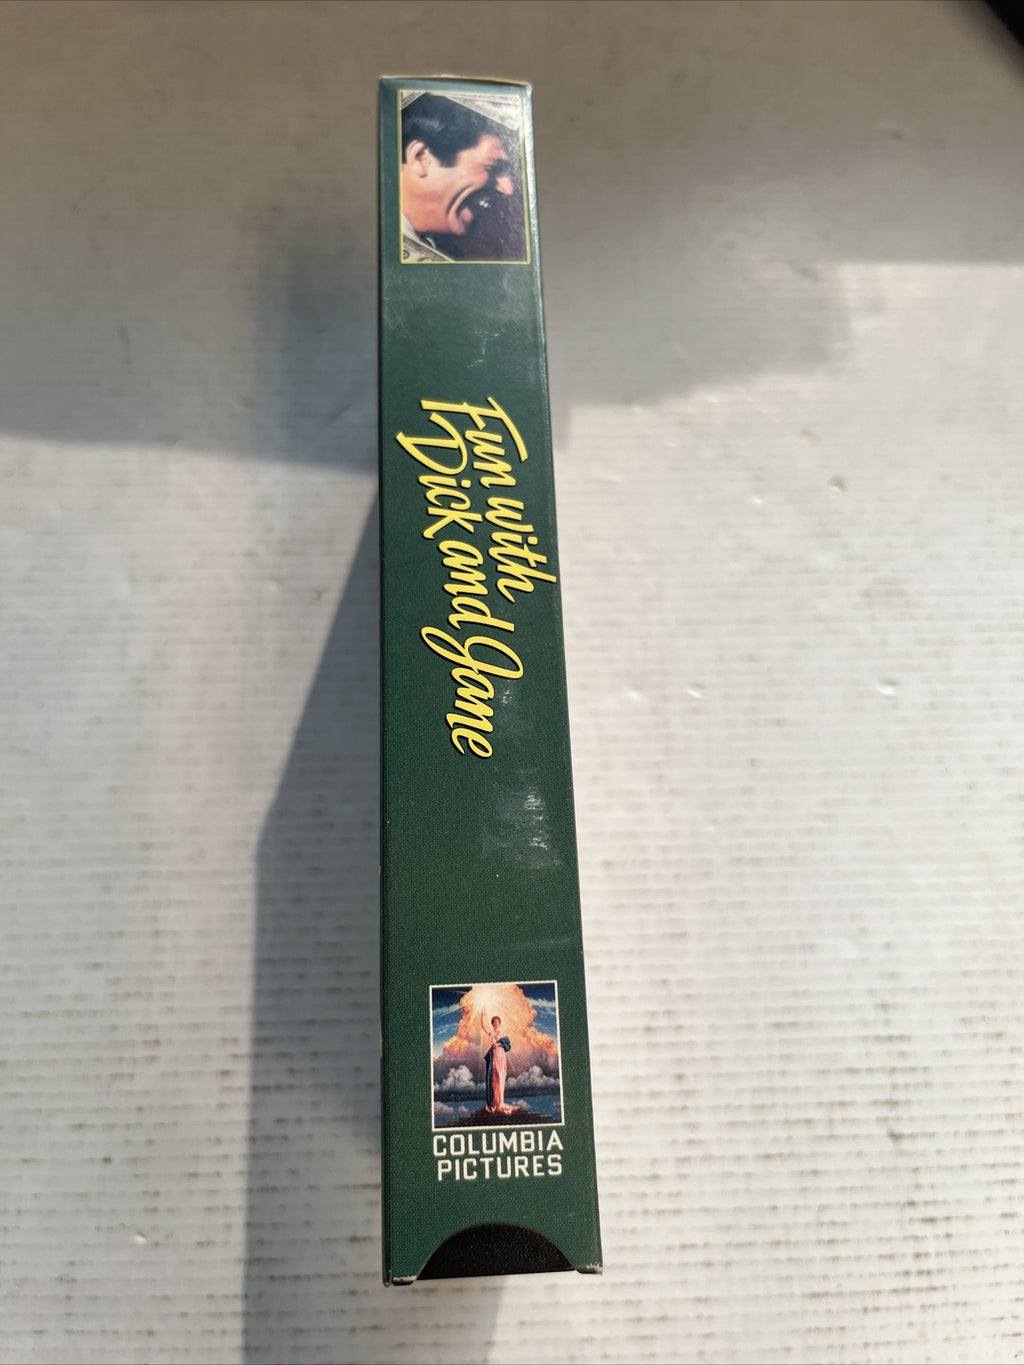 Fun with
Dick and Jane
COLUMBIA
PICTURES